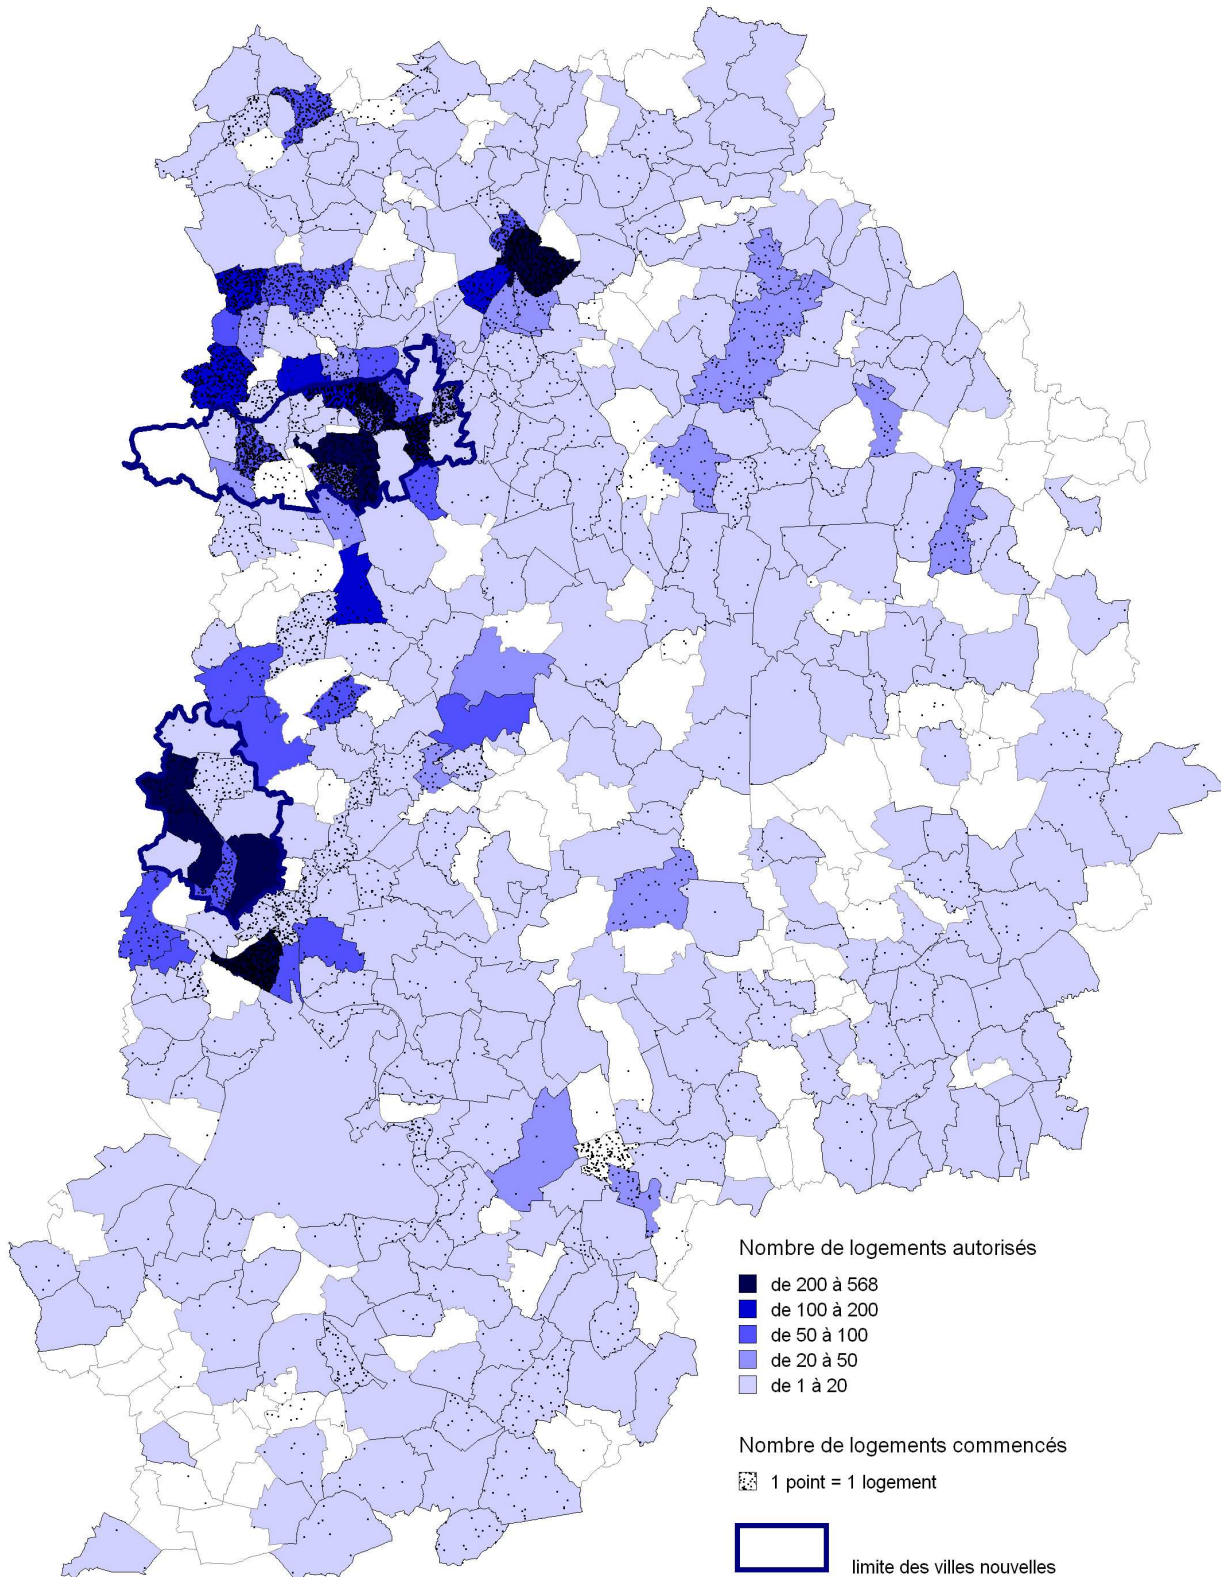 Nombre de logements autorisés
de 200 à 568
de 100 à 200
de 50 à 100
de 20 à 50
de 1 à 20
Nombre de logements commencés
1 point = 1 logement
limite des villes nouvelles